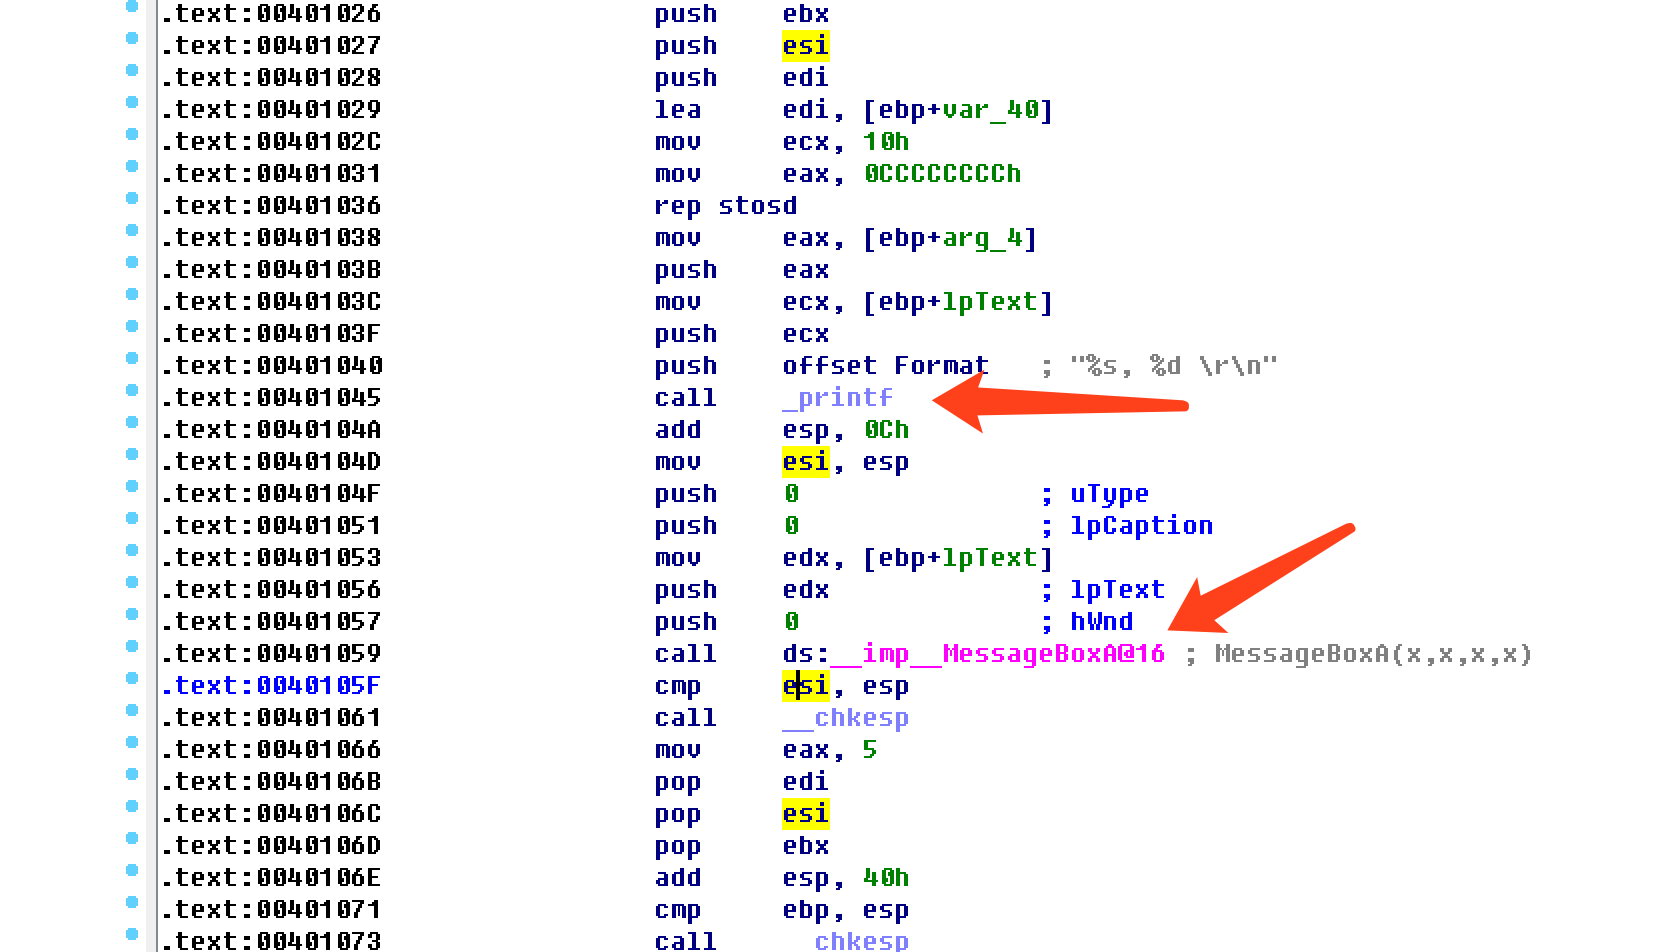 .text:00401026 push ebx
.text:00401027 push esi
.text:00401028 push edi
.text:00401029 lea edi, [ebp+var_40]
.text:0040102C mov ecx, 10h
.text:00401031 mov eax, 0CCCCCCCCh
.text:00401036 rep stosd
.text:00401038 mov eax, [ebp+arg_4]
.text:0040103B push eax
.text:0040103C mov ecx, [ebp+lpText]
.text:0040103F push ecx
.text:00401040 push offset Format ; "%s, %d \r\n"
.text:00401045 call _printf
.text:0040104A add esp, 0Ch
.text:0040104D mov esi, esp
.text:0040104F push 0 ; uType
.text:00401051 push 0 ; lpCaption
.text:00401053 mov edx, [ebp+lpText]
.text:00401056 push edx ; lpText
.text:00401057 push 0 ; hWnd
.text:00401059 call ds:__imp__MessageBoxA@16 ; MessageBoxA(x,x,x,x)
.text:0040105F cmp esi, esp
.text:00401061 call __chkesp
.text:00401066 mov eax, 5
.text:0040106B pop edi
.text:0040106C pop esi
.text:0040106D pop ebx
.text:0040106E add esp, 40h
.text:00401071 cmp ebp, esp
.text:00401073 call __chkesp